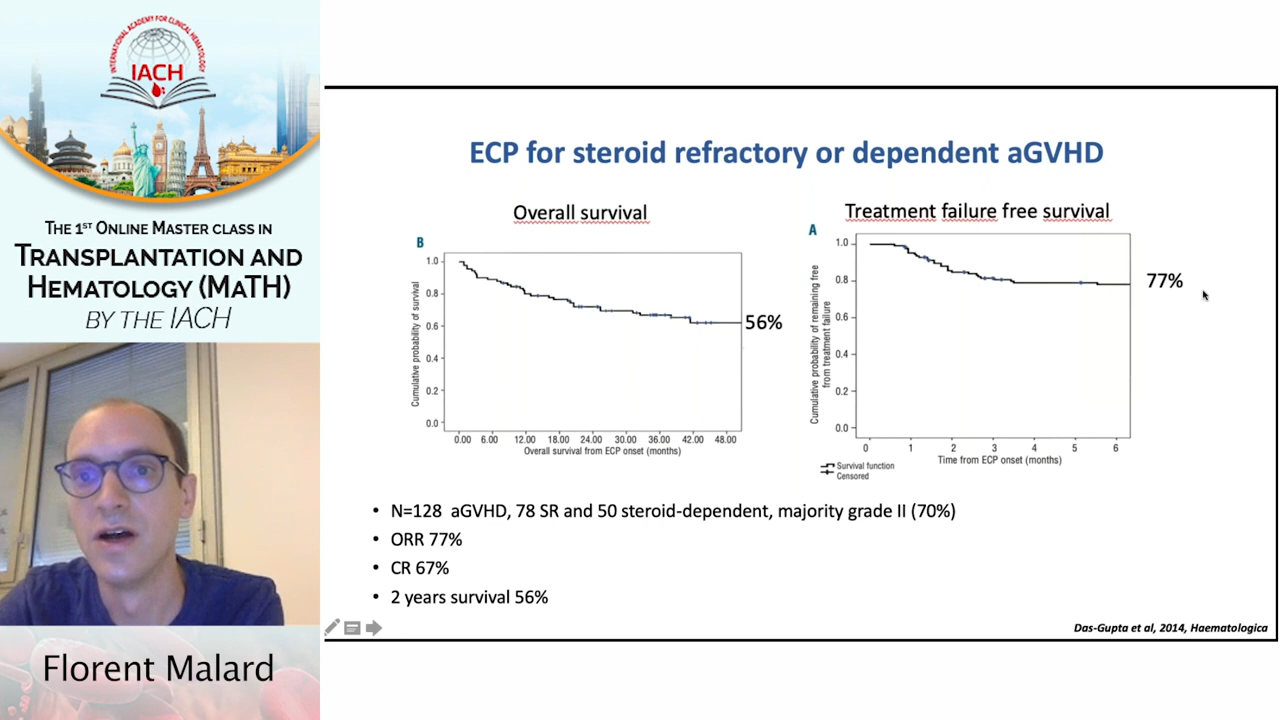 INTERNATIONAL ACADEMY FOR CLINICAL HEMATOLOGY
IACH
THE 1ST ONLINE MASTER CLASS IN
TRANSPLANTATION AND
HEMATOLOGY (MATH)
BY THE IACH
Florent Malard
ECP for steroid refractory or dependent aGVHD
Overall survival
B
Cumulative probability of survival
1.0
0.8
0.6
0.4
0.2
0.0
0.00 6.00 12.00 18.00 24.00 30.00 36.00 42.00 48.00
Overall survival from ECP onset (months)
56%
Treatment failure free survival
A
Cumulative probability of remaining free
from treatment failure
1.0
0.8
0.6
0.4
0.2
0.0
0 1 2 3 4 5 6
Time from ECP onset (months)
Survival function
Censored
77%
• N=128 aGVHD, 78 SR and 50 steroid-dependent, majority grade II (70%)
• ORR 77%
• CR 67%
• 2 years survival 56%
Das-Gupta et al, 2014, Haematologica